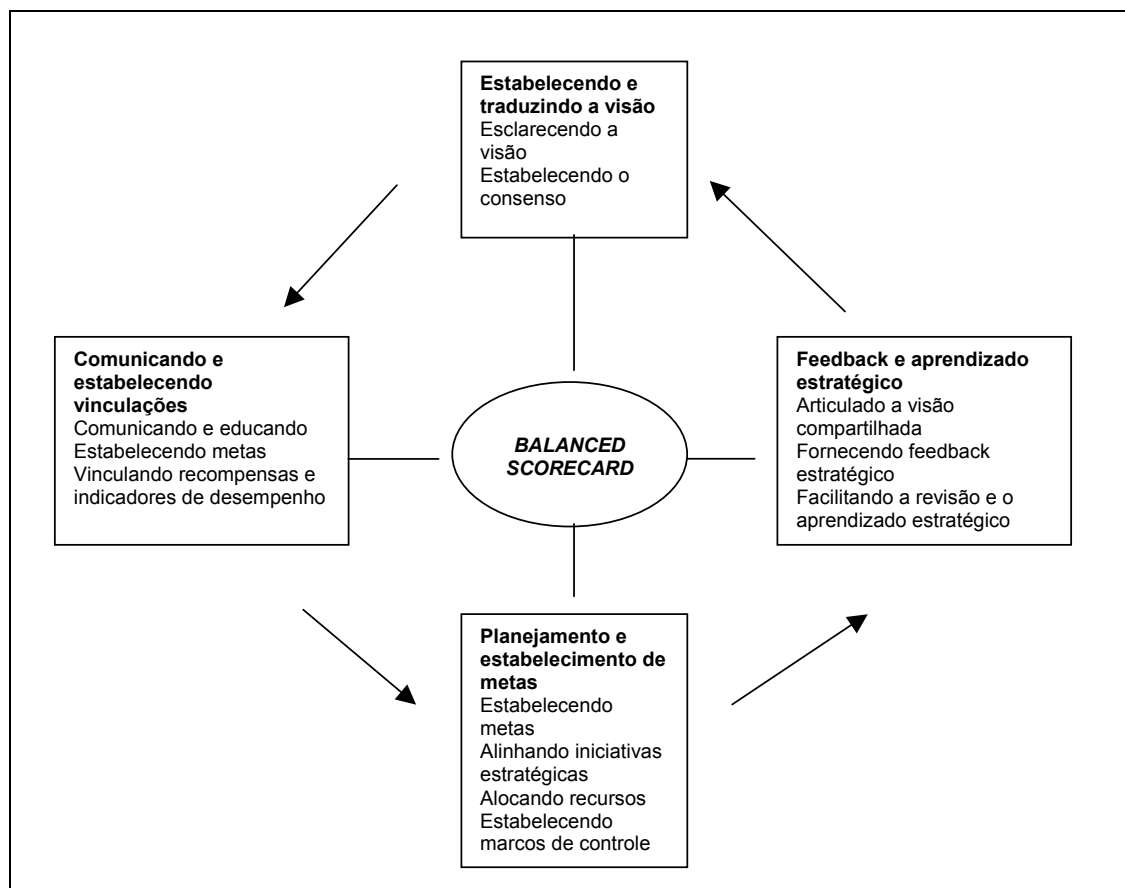 Estabelecendo e
traduzindo a visão
Esclarecendo a
visão
Estabelecendo o
consenso
Comunicando e
estabelecendo
vinculações
Comunicando e educando
Estabelecendo metas
Vinculando recompensas e
indicadores de desempenho
BALANCED
SCORECARD
Feedback e aprendizado
estratégico
Articulado a visão
compartilhada
Fornecendo feedback
estratégico
Facilitando a revisão e o
aprendizado estratégico
Planejamento e
estabelecimento de
metas
Estabelecendo
metas
Alinhando iniciativas
estratégicas
Alocando recursos
Estabelecendo
marcos de controle